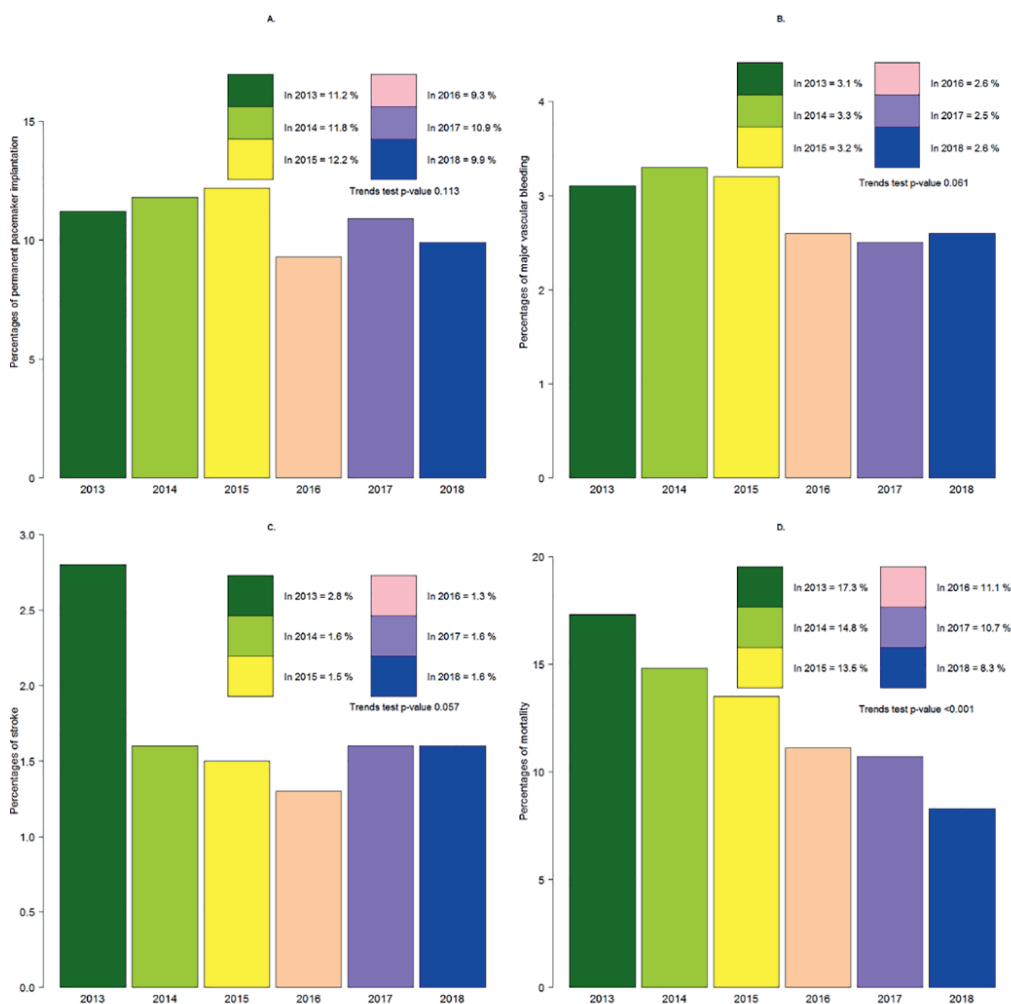 A.
In 2013 = 11.2 %
In 2014 = 11.8 %
In 2015 = 12.2 %
In 2016 = 9.3 %
In 2017 = 10.9 %
In 2018 = 9.9 %
Trends test p-value 0.113
Percentages of permanent pacemaker implantation
15
10
5
0
2013 2014 2015 2016 2017 2018
B.
In 2013 = 3.1 %
In 2014 = 3.3 %
In 2015 = 3.2 %
In 2016 = 2.6 %
In 2017 = 2.5 %
In 2018 = 2.6 %
Trends test p-value 0.061
Percentages of major vascular bleeding
4
3
2
1
0
2013 2014 2015 2016 2017 2018
C.
In 2013 = 2.8 %
In 2014 = 1.6 %
In 2015 = 1.5 %
In 2016 = 1.3 %
In 2017 = 1.6 %
In 2018 = 1.6 %
Trends test p-value 0.057
Percentages of stroke
3.0
2.5
2.0
1.5
1.0
0.5
0.0
2013 2014 2015 2016 2017 2018
D.
In 2013 = 17.3 %
In 2014 = 14.8 %
In 2015 = 13.5 %
In 2016 = 11.1 %
In 2017 = 10.7 %
In 2018 = 8.3 %
Trends test p-value <0.001
Percentages of mortality
20
15
10
5
0
2013 2014 2015 2016 2017 2018